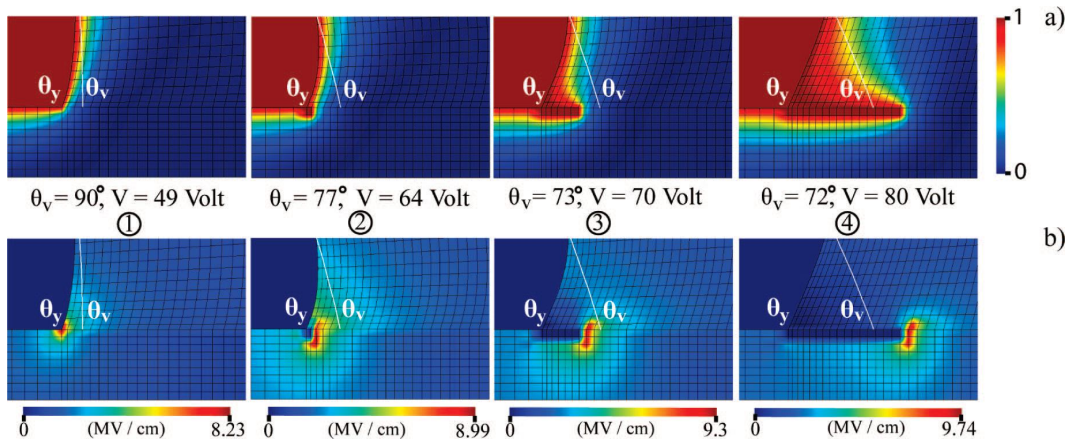 1
a)
θy θv
θy θv
θy θv
θy θv
0
θv = 90°, V = 49 Volt
θv = 77°, V = 64 Volt
θv = 73°, V = 70 Volt
θv = 72°, V = 80 Volt
① ② ③ ④
b)
θy θv
θy θv
θy θv
θy θv
0 (MV / cm) 8.23
0 (MV / cm) 8.99
0 (MV / cm) 9.3
0 (MV / cm) 9.74